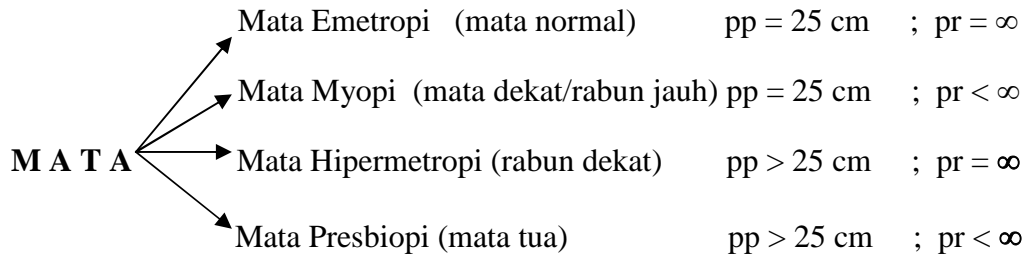 Mata Emetropi (mata normal) pp = 25 cm ; pr = ∞
Mata Myopi (mata dekat/rabun jauh) pp = 25 cm ; pr < ∞
M A T A
Mata Hipermetropi (rabun dekat) pp > 25 cm ; pr = ∞
Mata Presbiopi (mata tua) pp > 25 cm ; pr < ∞